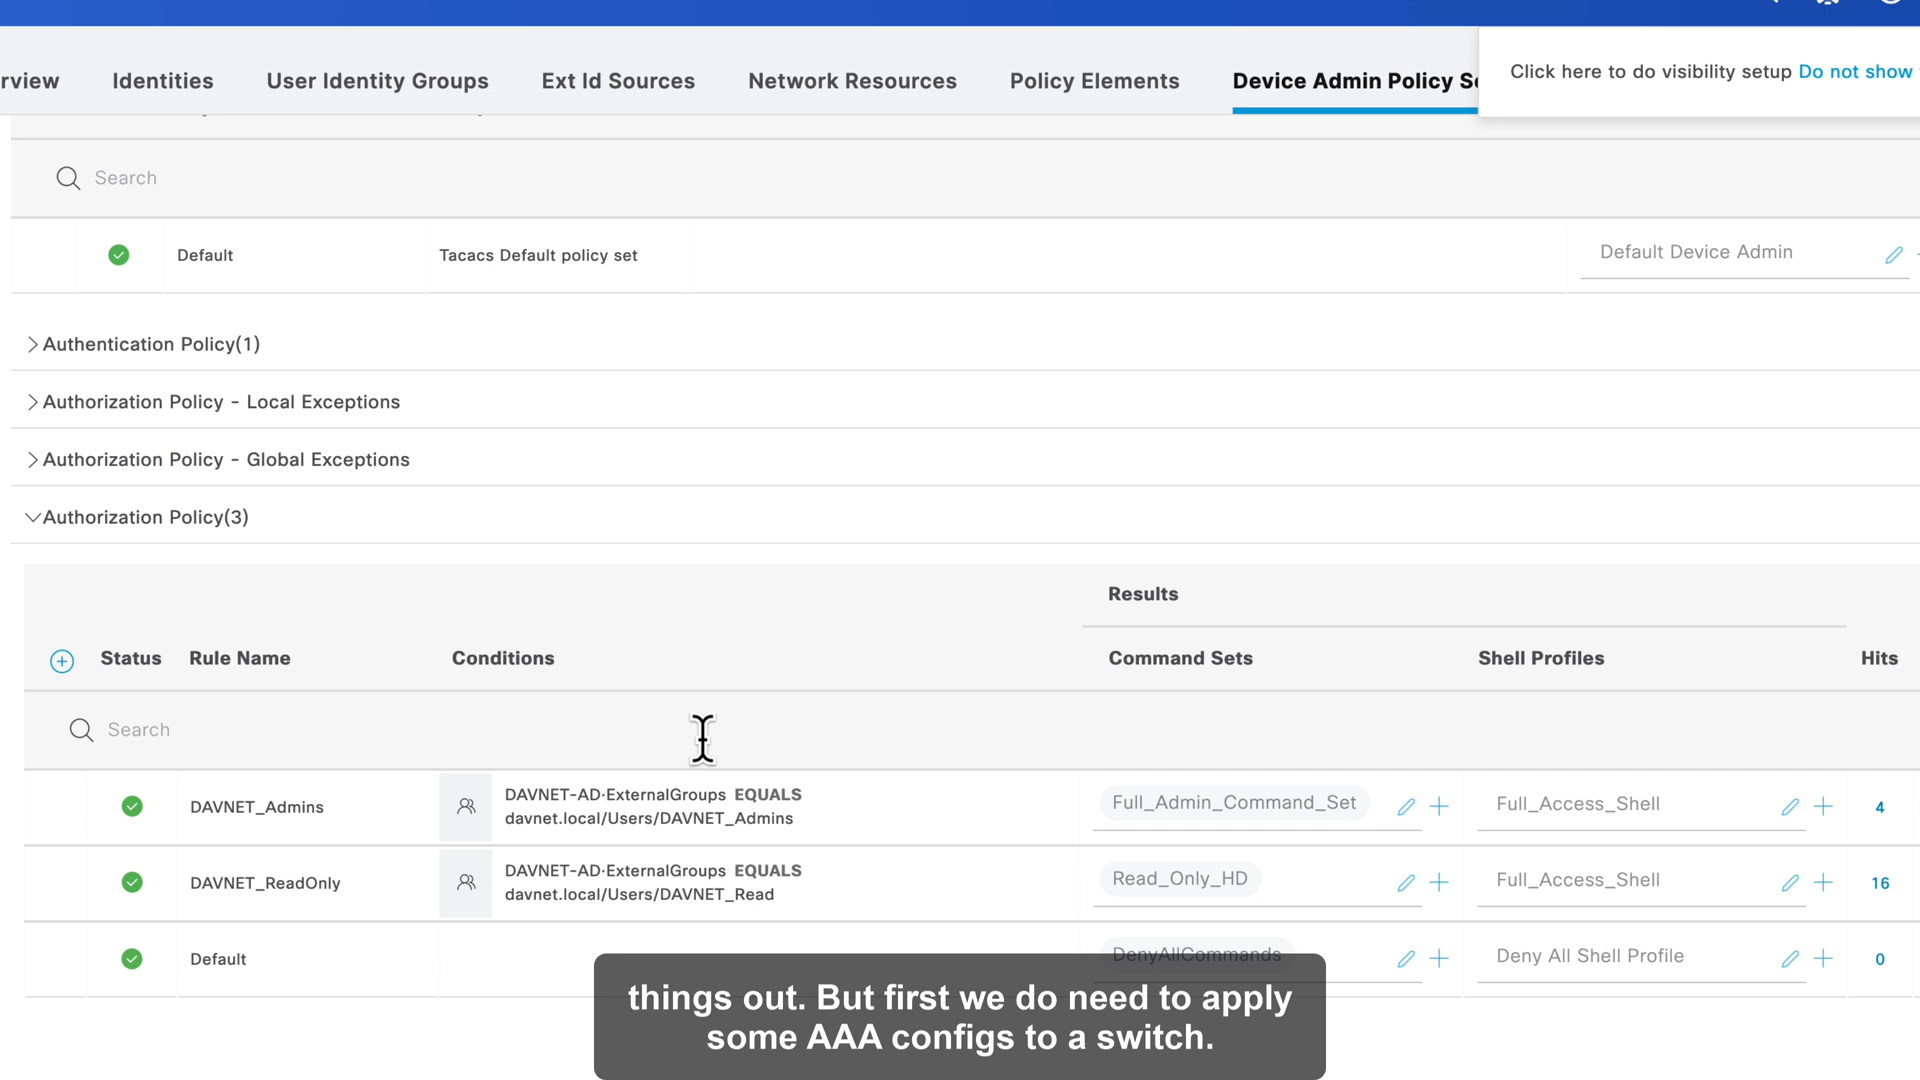 rview Identities User Identity Groups Ext Id Sources Network Resources Policy Elements Device Admin Policy Se
Click here to do visibility setup Do not show
Search
Default Tacacs Default policy set Default Device Admin
Authentication Policy(1)
Authorization Policy - Local Exceptions
Authorization Policy - Global Exceptions
Authorization Policy(3)
Results
Status Rule Name Conditions Command Sets Shell Profiles Hits
Search
DAVNET_Admins DAVNET-AD·ExternalGroups EQUALS davnet.local/Users/DAVNET_Admins Full_Admin_Command_Set Full_Access_Shell 4
DAVNET_ReadOnly DAVNET-AD·ExternalGroups EQUALS davnet.local/Users/DAVNET_Read Read_Only_HD Full_Access_Shell 16
Default DenyAllCommands Deny All Shell Profile 0
things out. But first we do need to apply
some AAA configs to a switch.